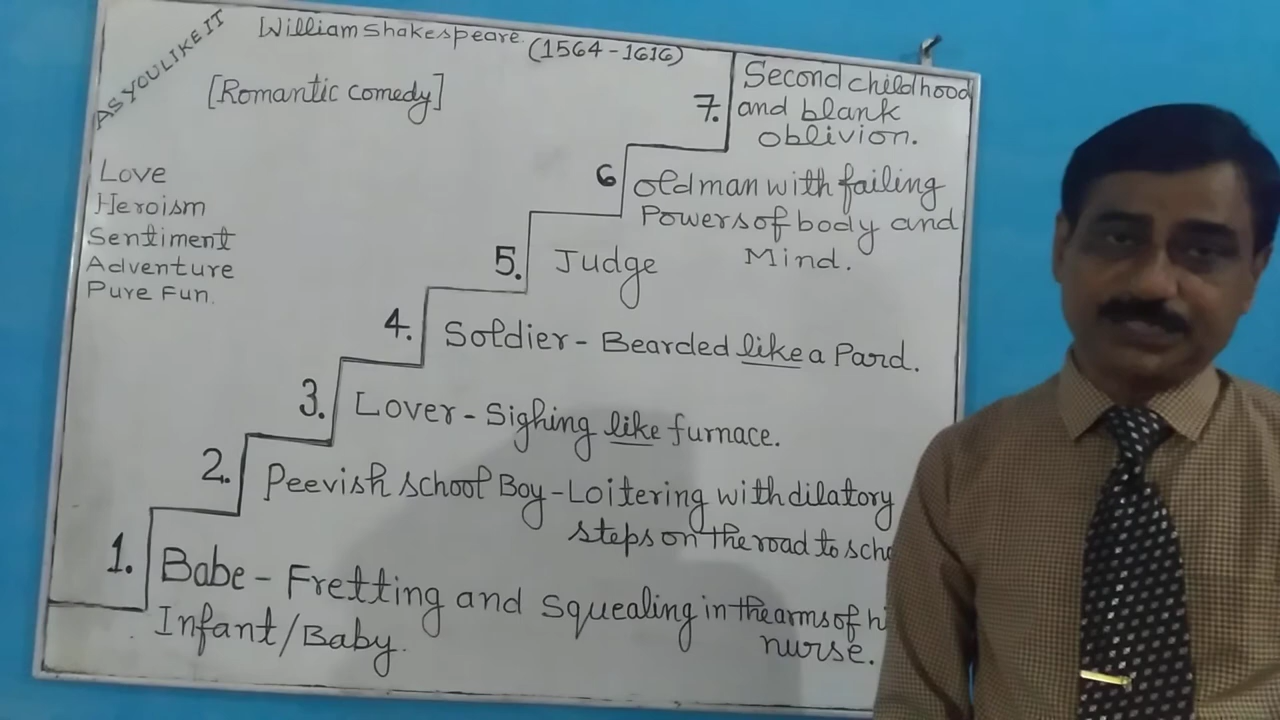 AS YOU LIKE IT
William Shakespeare (1564-1616)
[Romantic comedy]
Love
Heroism
Sentiment
Adventure
Pure Fun.
7. Second childhood
and blank
oblivion.
6 old man with failing
Powers of body and
Mind.
5. Judge
4. Soldier - Bearded like a Pard.
3. Lover - Sighing like furnace.
2. Peevish school Boy - Loitering with dilatory
steps on the road to
1. Babe - Fretting and squealing in the arms of
nurse.
Infant/Baby.